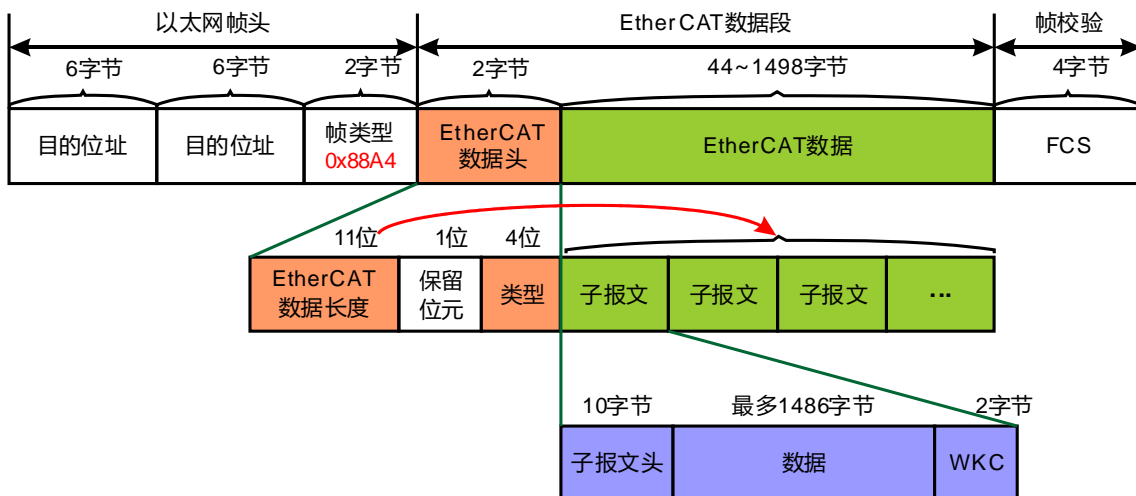 以太网帧头
EtherCAT数据段
帧校验
6字节
6字节
2字节
2字节
44~1498字节
4字节
目的位址
目的位址
帧类型
0x88A4
EtherCAT
数据头
EtherCAT数据
FCS
11位
1位
4位
EtherCAT
数据长度
保留
位元
类型
子报文
子报文
子报文
...
10字节
最多1486字节
2字节
子报文头
数据
WKC